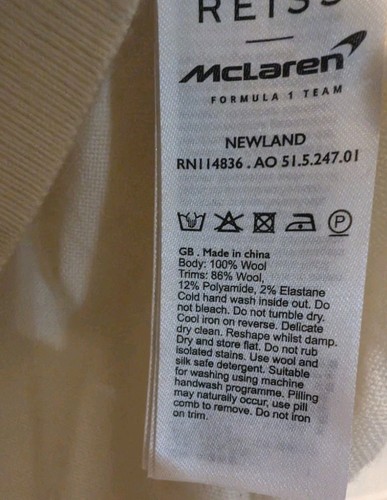 REISS
McLaren
FORMULA 1 TEAM
NEWLAND
RN114836 . AO 51.5.247.01
P
GB . Made in china
Body: 100% Wool
Trims: 86% Wool,
12% Polyamide, 2% Elastane
Cold hand wash inside out. Do
not bleach. Do not tumble dry.
Cool iron on reverse. Delicate
dry clean. Reshape whilst damp.
Dry and store flat. Do not rub
isolated stains. Use wool and
silk safe detergent. Suitable
for washing using machine
handwash programme. Pilling
may naturally occur, use pill
comb to remove. Do not iron
on trim.